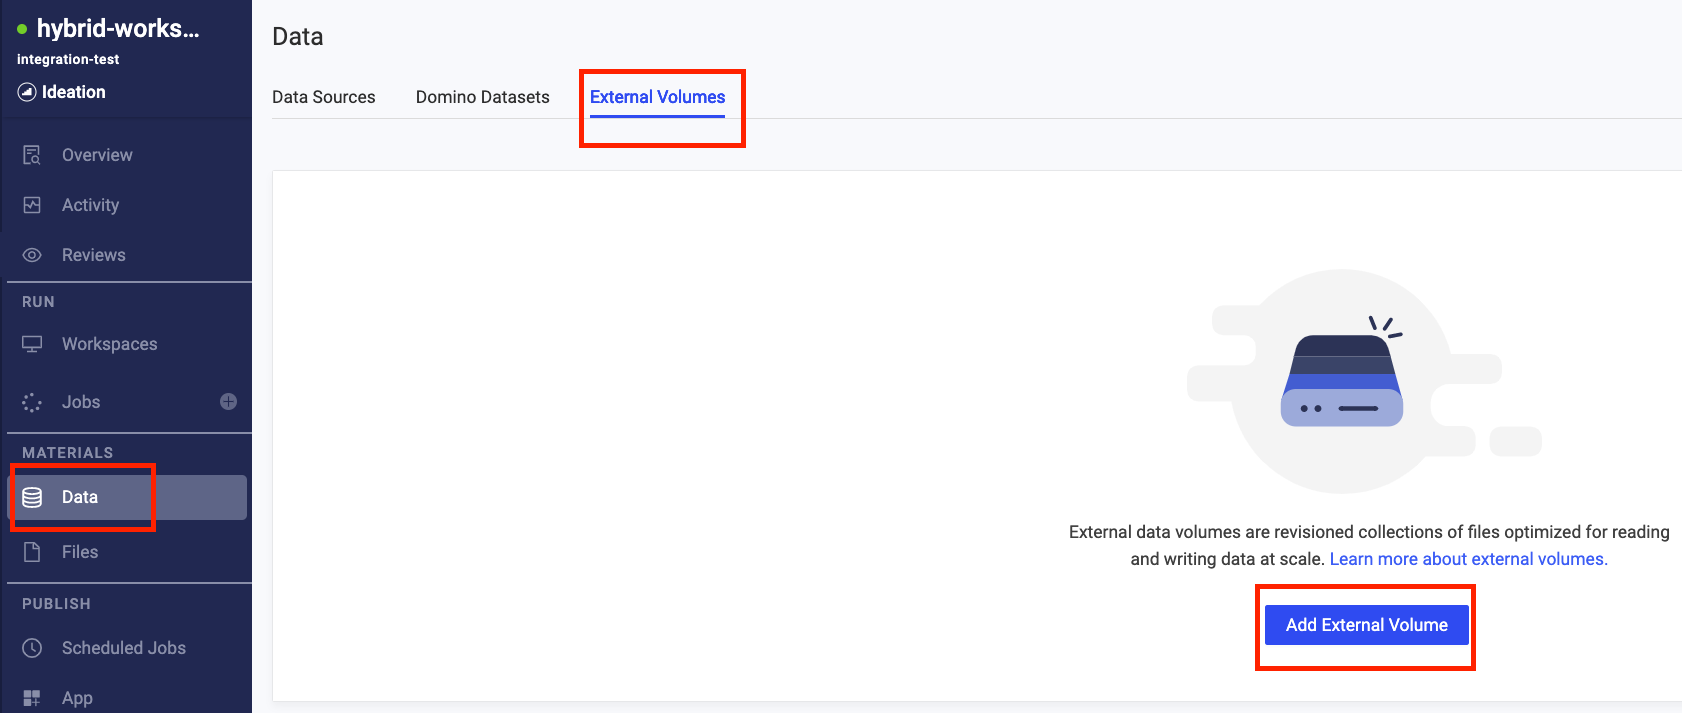 hybrid-works...
integration-test
Ideation
Overview
Activity
Reviews
RUN
Workspaces
Jobs
MATERIALS
Data
Files
PUBLISH
Scheduled Jobs
App
Data
Data Sources Domino Datasets External Volumes
External data volumes are revisioned collections of files optimized for reading
and writing data at scale. Learn more about external volumes.
Add External Volume